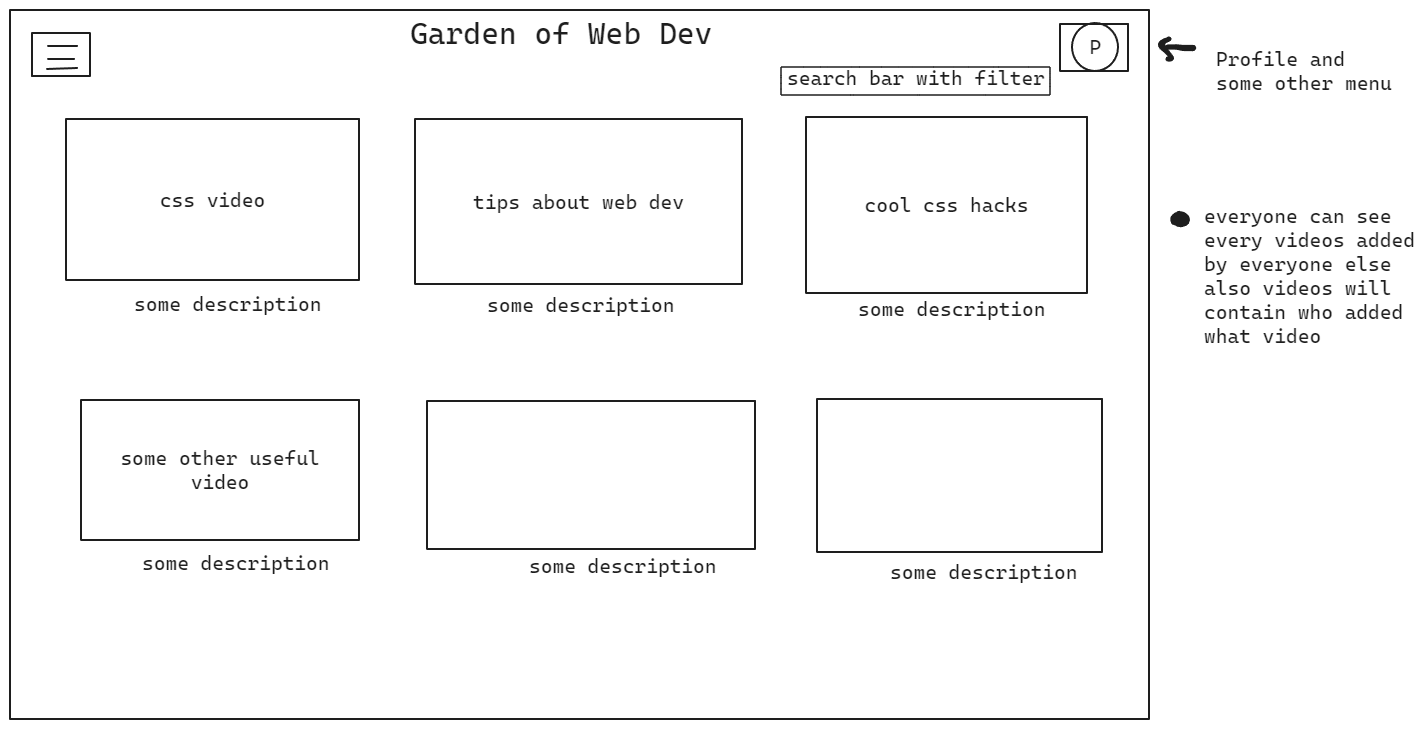 Garden of Web Dev
P
Profile and
some other menu
search bar with filter
css video
tips about web dev
cool css hacks
some description
some description
some description
everyone can see
every videos added
by everyone else
also videos will
contain who added
what video
some other useful
video
some description
some description
some description